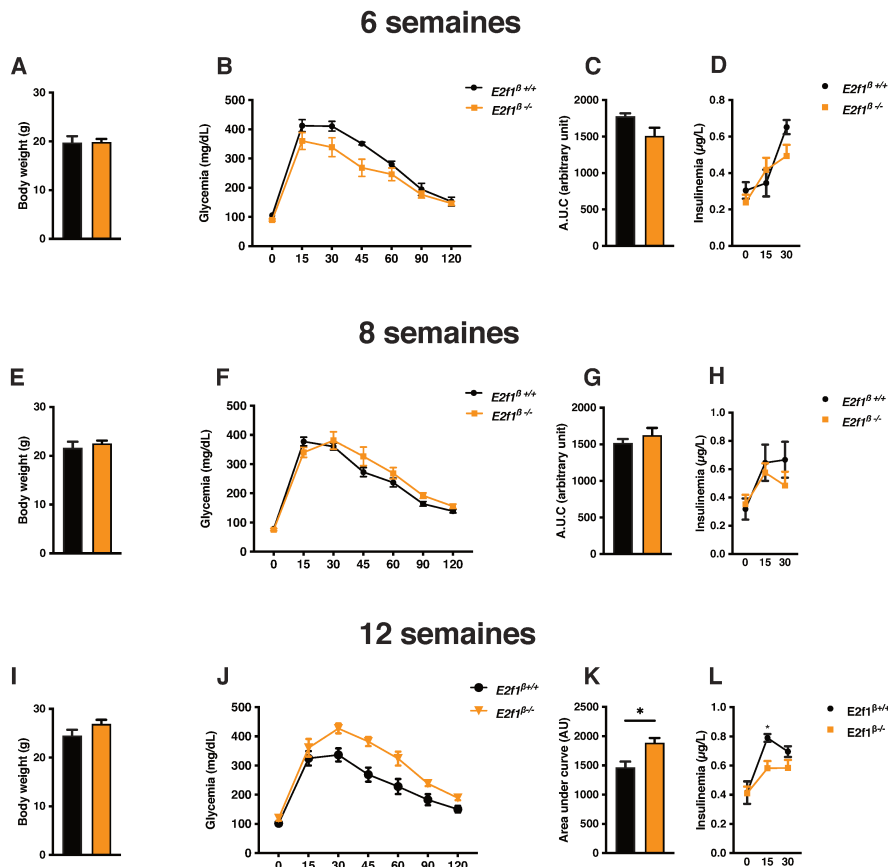 6 semaines
A
B
C
D
E2f1β +/+
E2f1β -/-
E2f1β +/+
E2f1β -/-
Body weight (g)
30
20
10
0
Glycemia (mg/dL)
500
400
300
200
100
0
0 15 30 45 60 90 120
A.U.C (arbitrary unit)
2000
1500
1000
500
0
Insulinemia (µg/L)
0.8
0.6
0.4
0.2
0.0
0 15 30
8 semaines
E
F
G
H
E2f1β +/+
E2f1β -/-
E2f1β +/+
E2f1β -/-
Body weight (g)
30
20
10
0
Glycemia (mg/dL)
500
400
300
200
100
0
0 15 30 45 60 90 120
A.U.C (arbitrary unit)
2000
1500
1000
500
0
Insulinemia (µg/L)
1.0
0.8
0.6
0.4
0.2
0.0
0 15 30
12 semaines
I
J
K
L
E2f1β+/+
E2f1β-/-
E2f1β+/+
E2f1β-/-
Body weight (g)
30
20
10
0
Glycemia (mg/dL)
500
400
300
200
100
0
0 15 30 45 60 90 120
Area under curve (AU)
2500
2000
1500
1000
500
0
*
Insulinemia (µg/L)
1.0
0.8
0.6
0.4
0.2
0.0
*
0 15 30